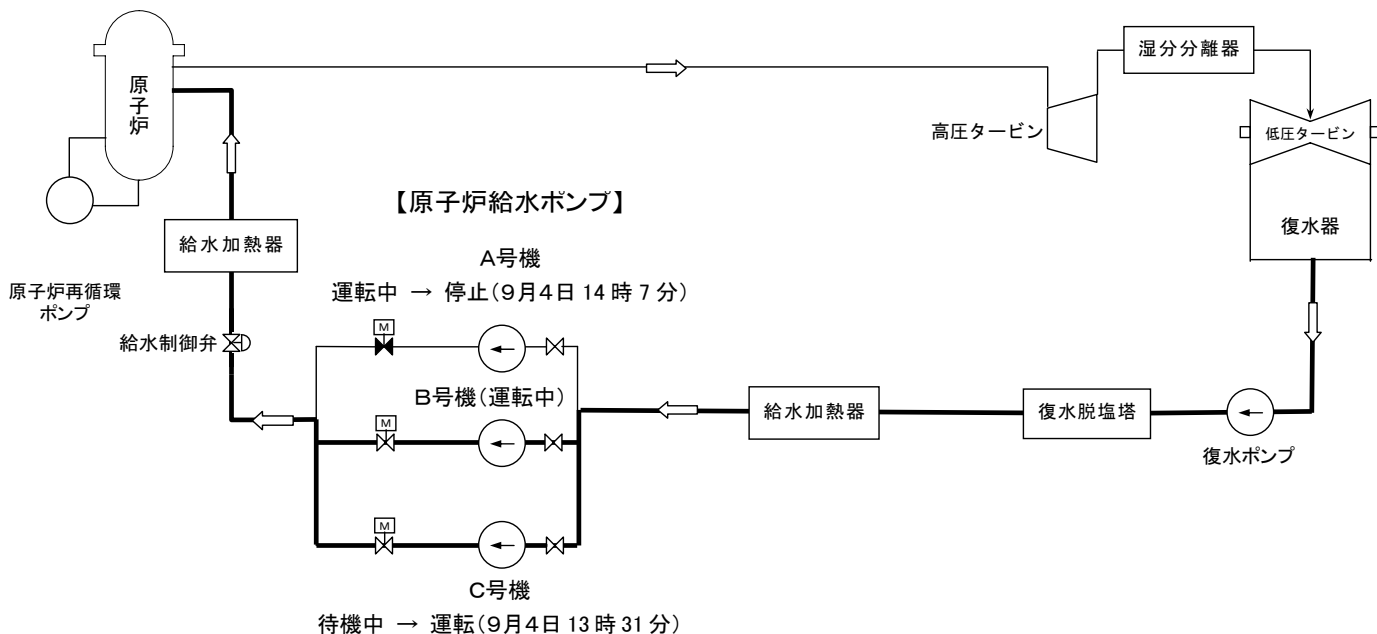 湿分分離器
原子炉
高圧タービン
低圧タービン
【原子炉給水ポンプ】
復水器
給水加熱器
A号機
原子炉再循環
ポンプ
運転中 → 停止(9月4日 14 時 7 分)
M
給水制御弁
B号機(運転中)
M
給水加熱器
復水脱塩塔
復水ポンプ
M
C号機
待機中 → 運転(9月4日 13 時 31 分)